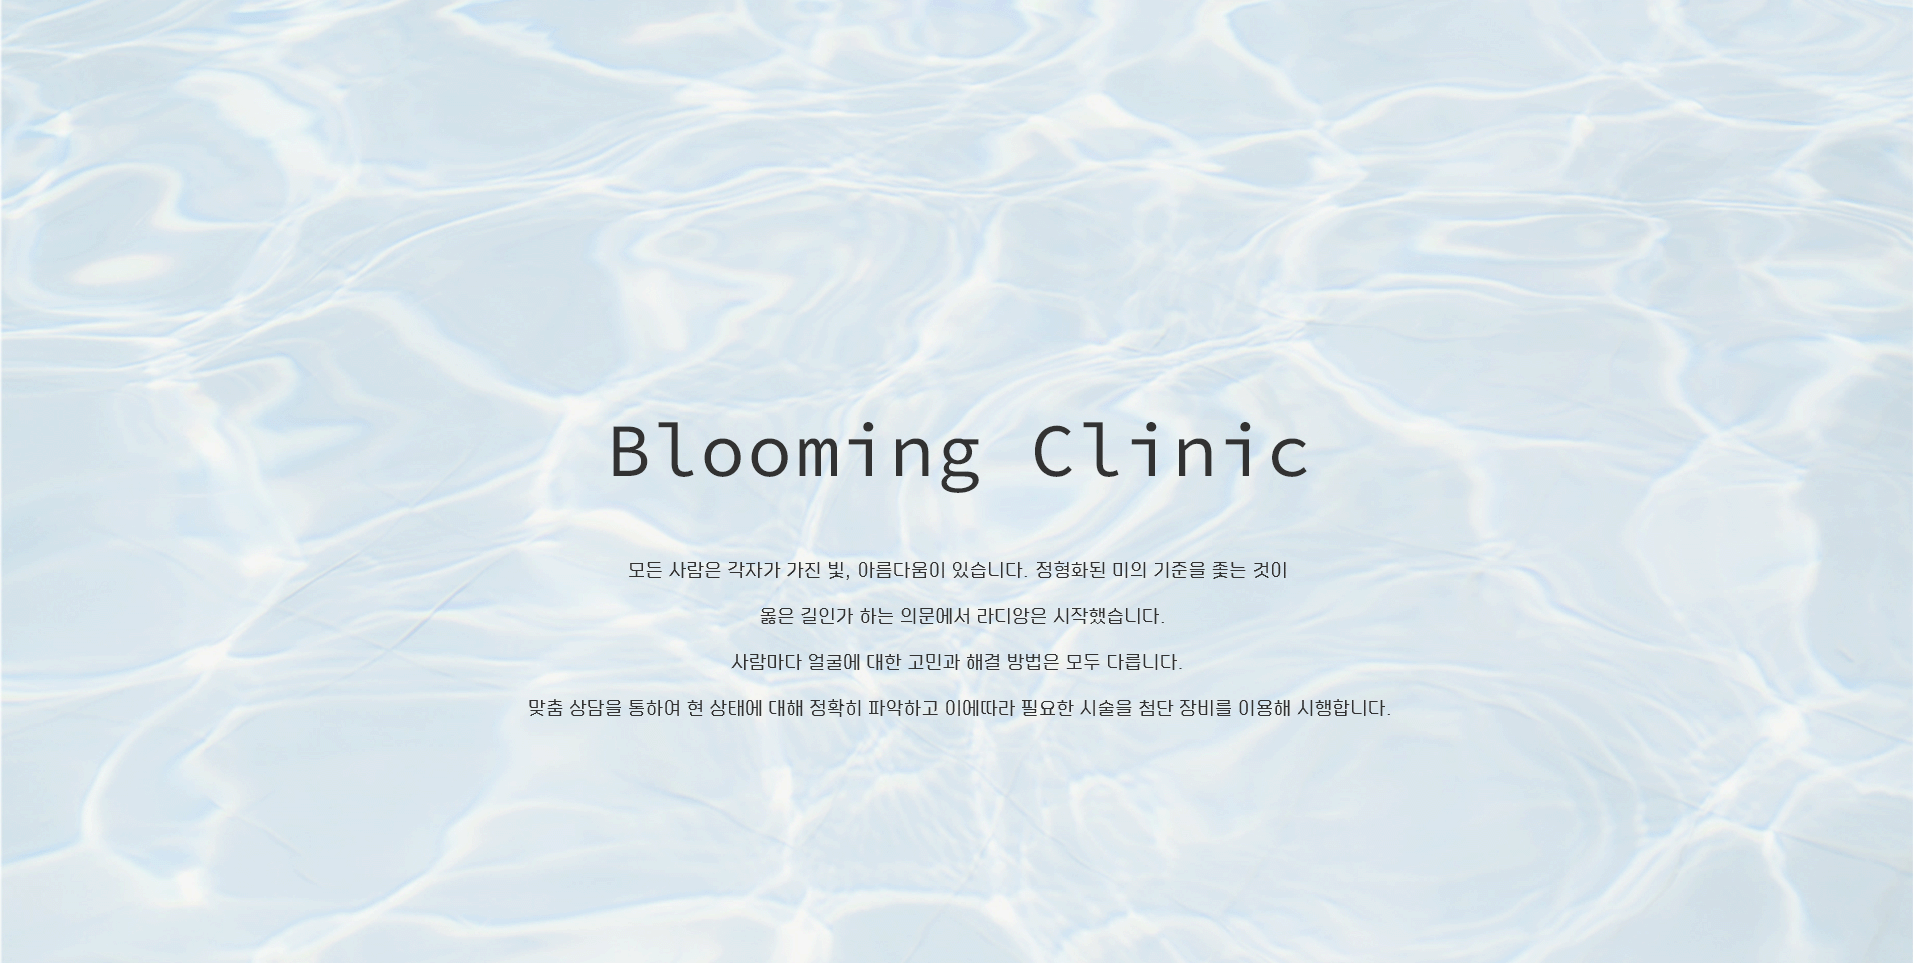 Blooming Clinic
모든 사람은 각자가 가진 빛, 아름다움이 있습니다. 정형화된 미의 기준을 좇는 것이
옳은 길인가 하는 의문에서 라디앙은 시작했습니다.
사람마다 얼굴에 대한 고민과 해결 방법은 모두 다릅니다.
맞춤 상담을 통하여 현 상태에 대해 정확히 파악하고 이에따라 필요한 시술을 첨단 장비를 이용해 시행합니다.